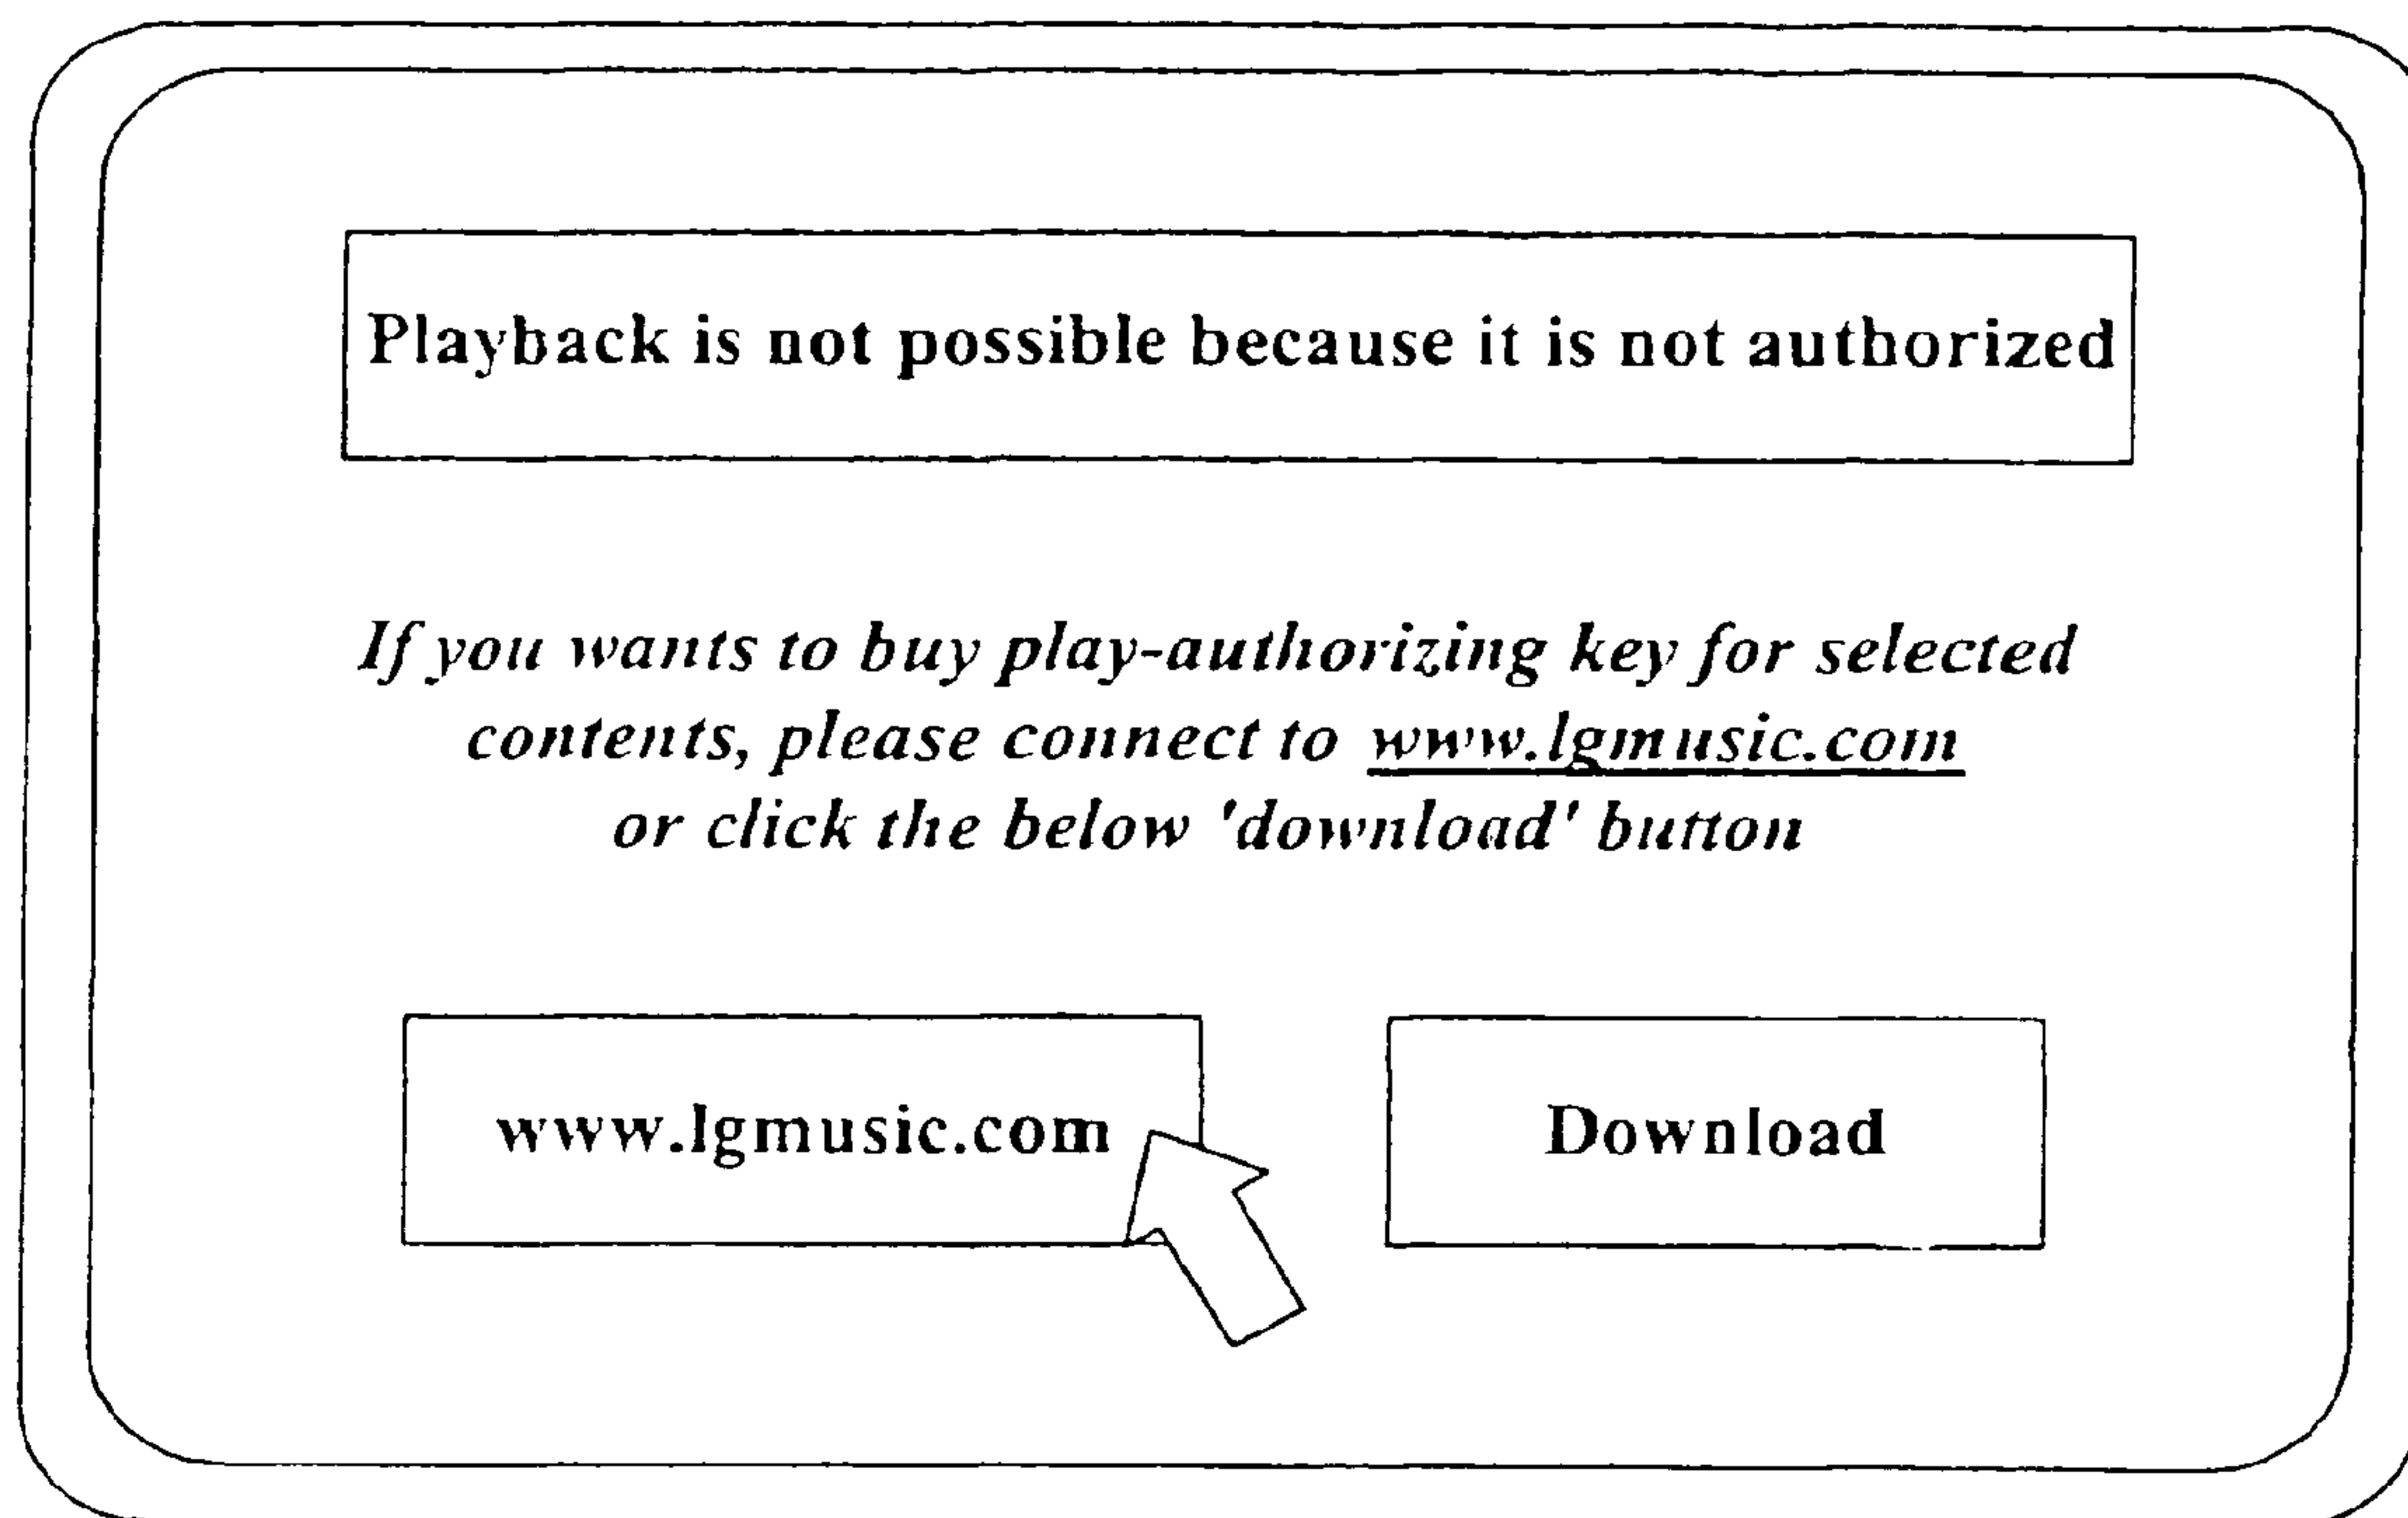 Playback is not possible because it is not authorized
If you wants to buy play-authorizing key for selected
contents, please connect to www.lgmusic.com
or click the below 'download' button
www.lgmusic.com
Download